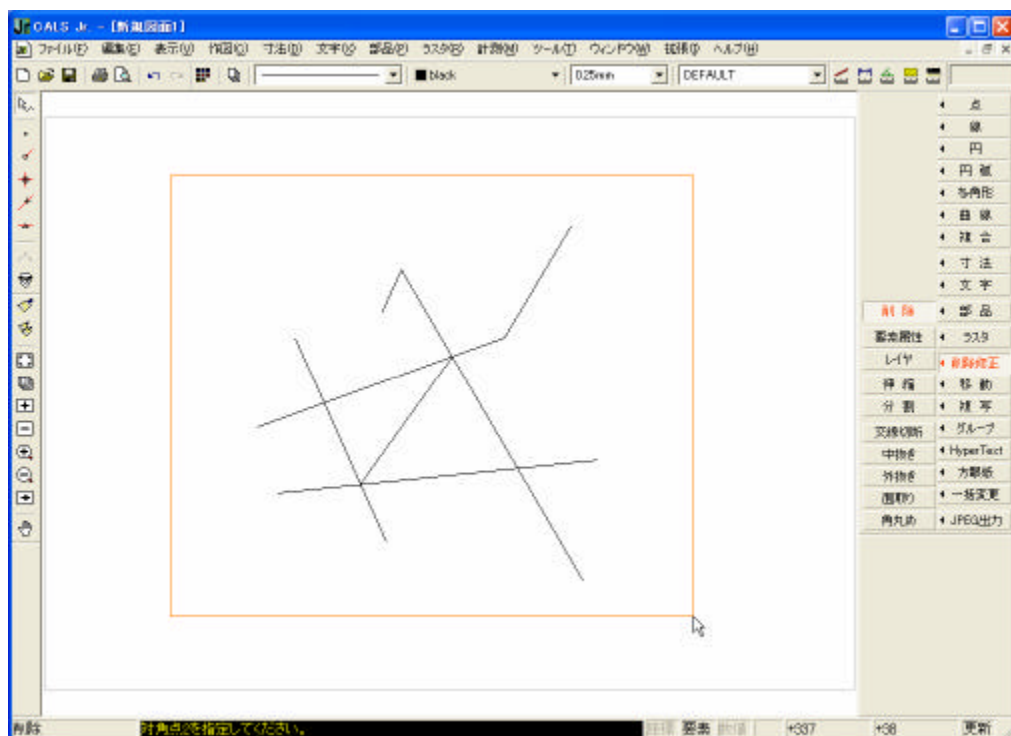 CALS Jr. - [新規図面1]
ファイル(F) 編集(E) 表示(V) 作図(C) 寸法(D) 文字(S) 部品(P) ラスタ(R) 計測(M) ツール(T) ウィンドウ(W) 拡張(I) ヘルプ(H)
black 0.25mm DEFAULT
点
線
円
円弧
多角形
曲線
複合
寸法
文字
削除 部品
要素属性 ラスタ
レイヤ 削除修正
伸縮 移動
分割 複写
交線切断 グループ
中抜き HyperText
外抜き 方眼紙
面取り 一括変更
角丸め JPEG出力
削除 対角点2を指定してください。 要素 数値 +337 +38 更新